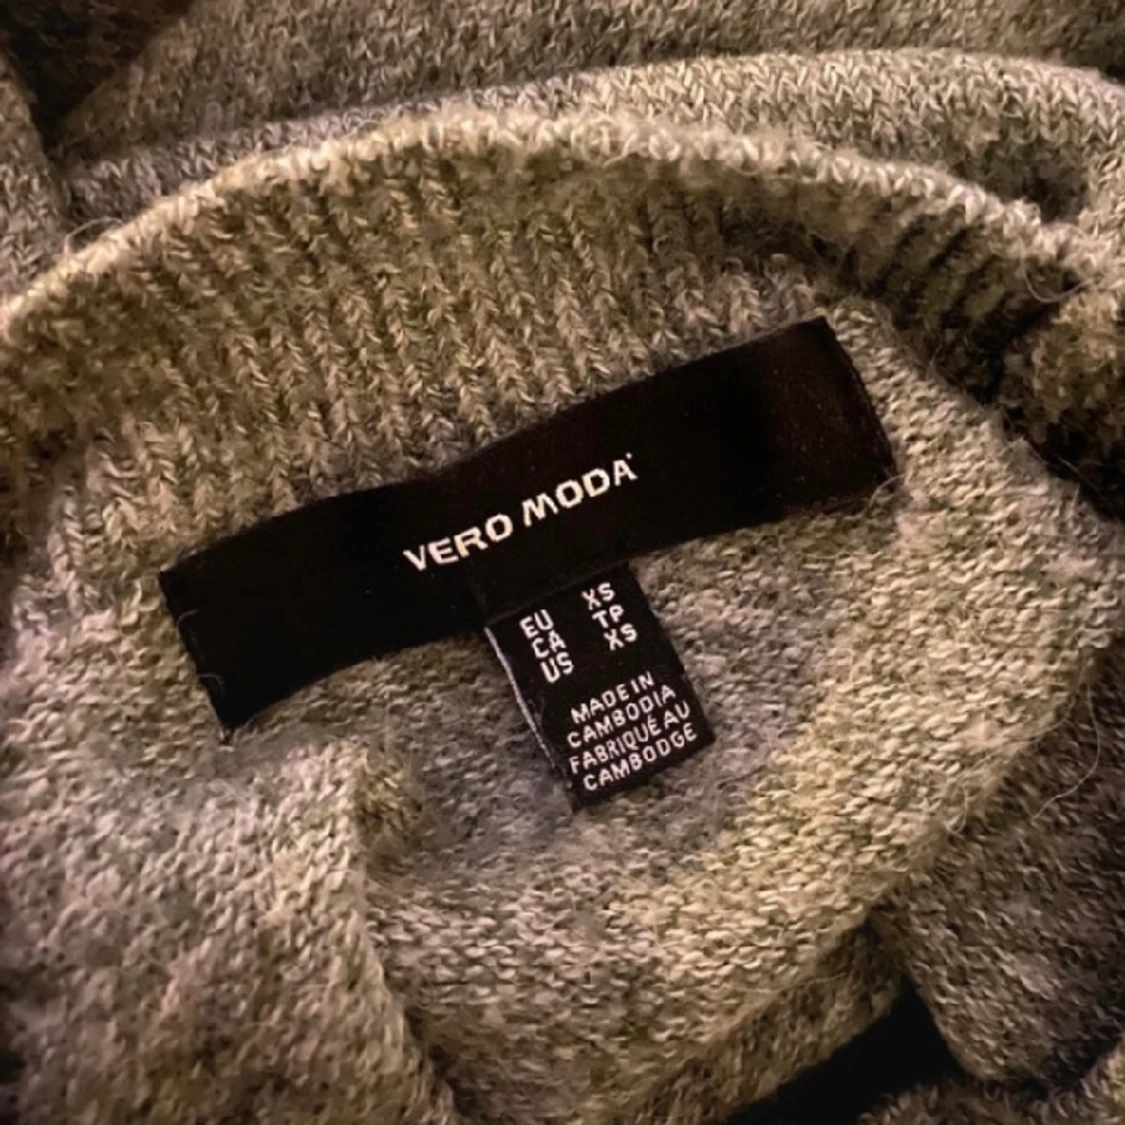 VERO MODA
EU XS
CA TP
US XS
MADE IN
CAMBODIA
FABRIQUÉ AU
CAMBODGE